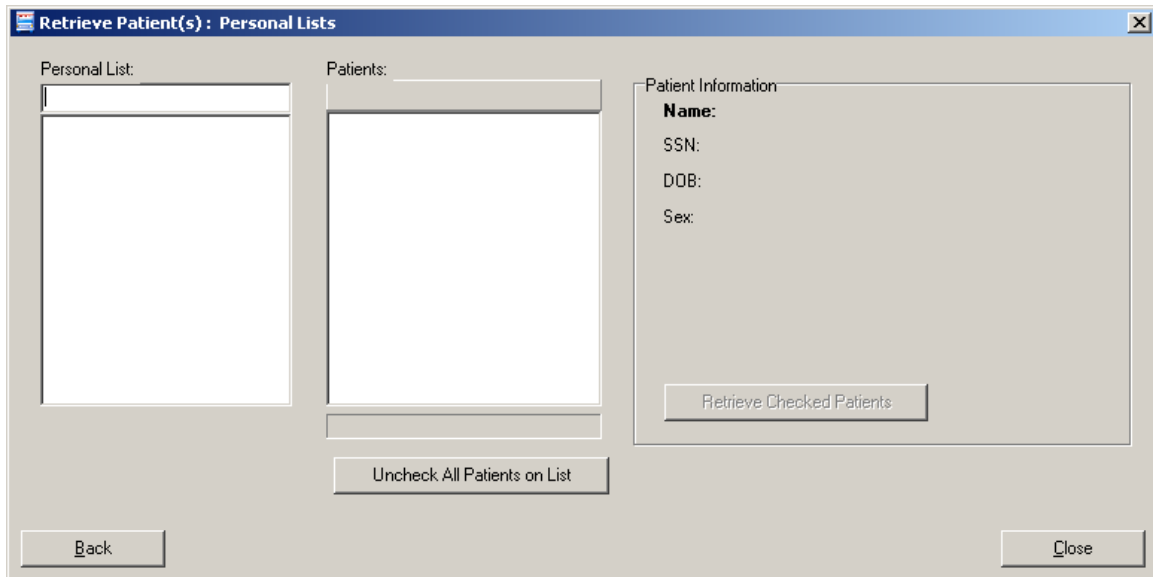 Retrieve Patient(s) : Personal Lists
Personal List:
Patients:
Patient Information
Name:
SSN:
DOB:
Sex:
Retrieve Checked Patients
Uncheck All Patients on List
Back
Close